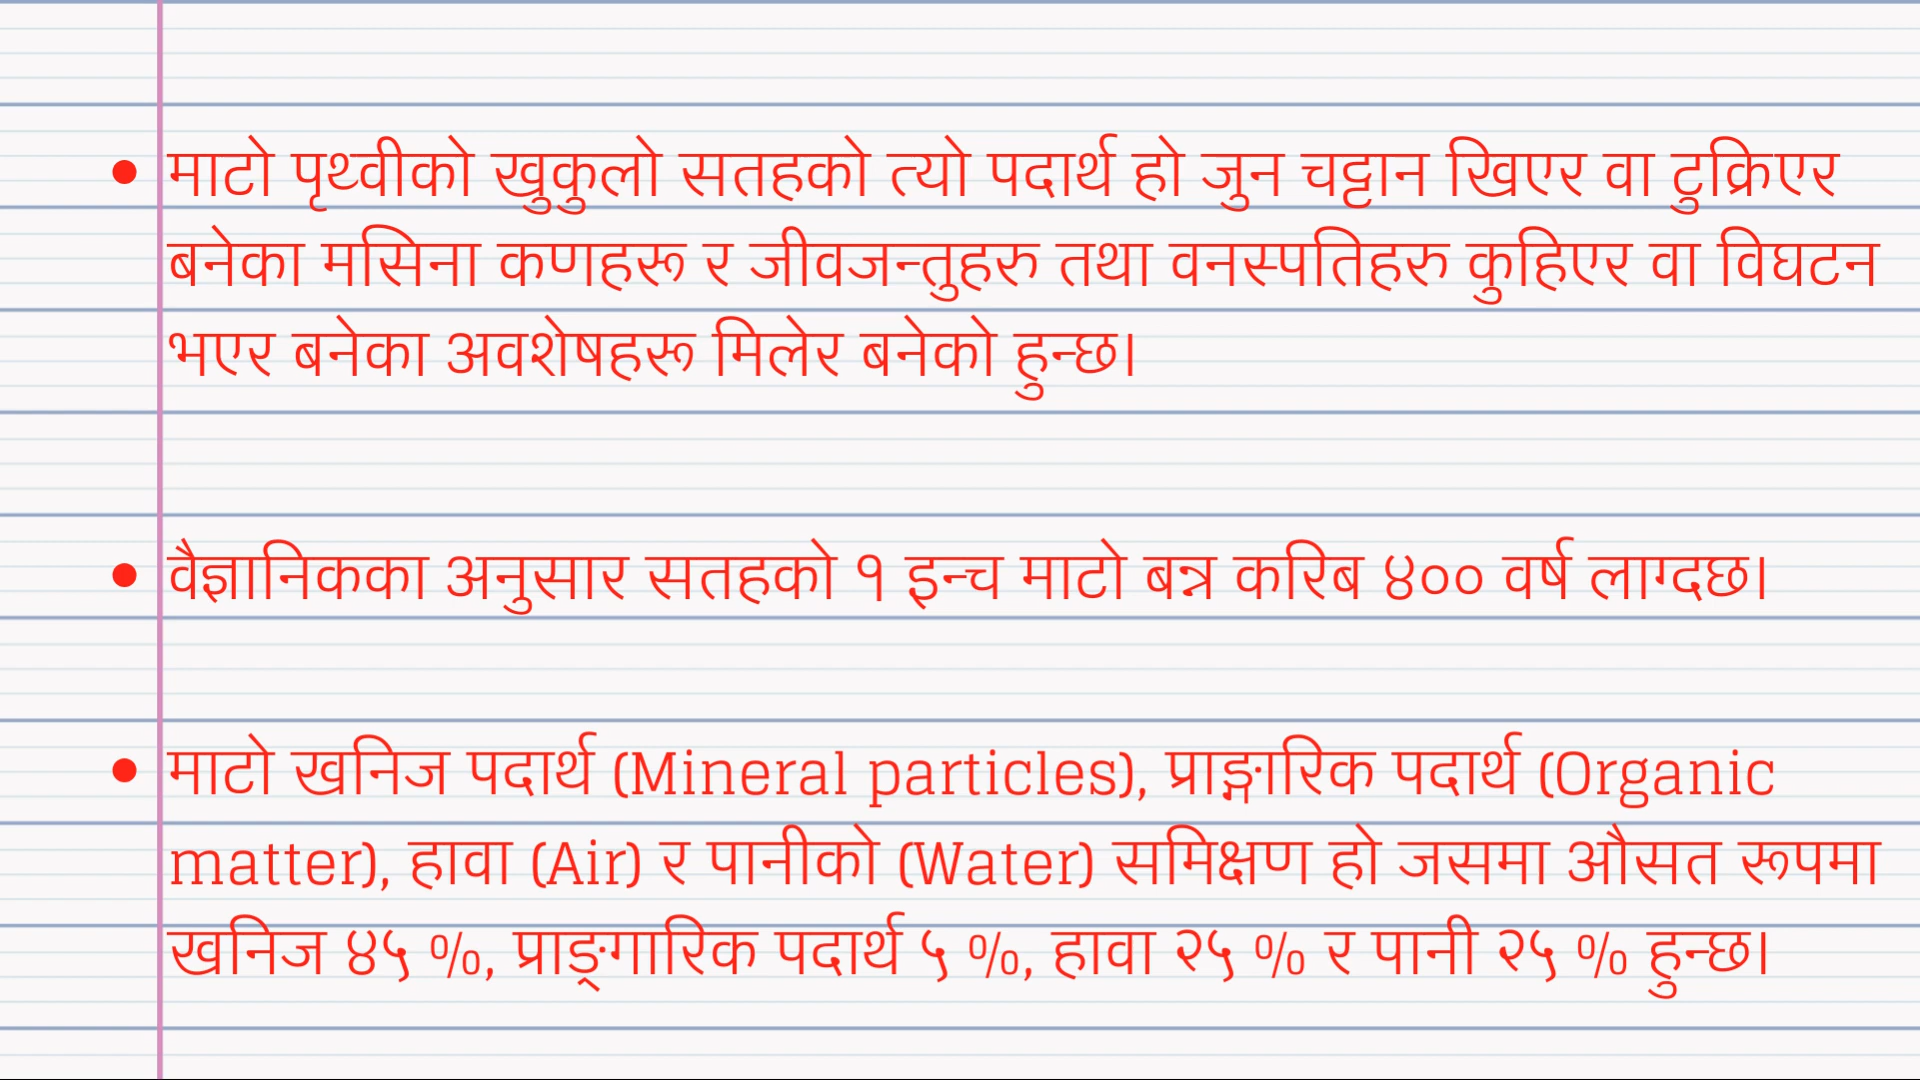 • माटो पृथ्वीको खुकुलो सतहको त्यो पदार्थ हो जुन चट्टान खिएर वा टुक्रिएर
बनेका मसिना कणहरू र जीवजन्तुहरु तथा वनस्पतिहरु कुहिएर वा विघटन
भएर बनेका अवशेषहरू मिलेर बनेको हुन्छ।
• वैज्ञानिकका अनुसार सतहको १ इन्च माटो बन्न करिब ४०० वर्ष लाग्दछ।
• माटो खनिज पदार्थ (Mineral particles), प्राङ्गारिक पदार्थ (Organic
matter), हावा (Air) र पानीको (Water) समिक्षण हो जसमा औसत रूपमा
खनिज ४५ %, प्राङ्‌गारिक पदार्थ ५ %, हावा २५ % र पानी २५ % हुन्छ।